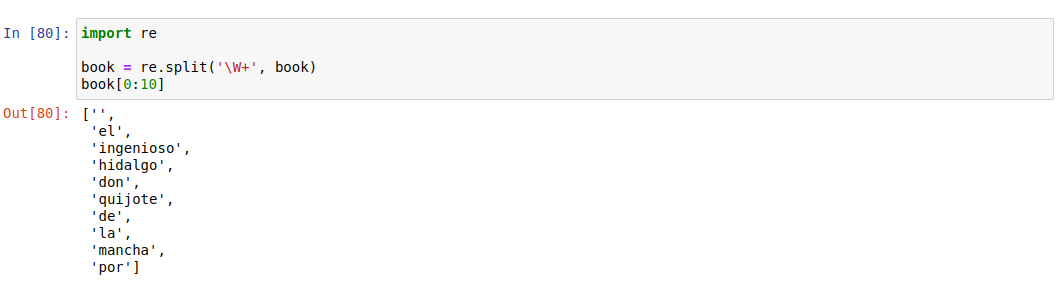 In [80]: import re
book = re.split('\W+', book)
book[0:10]
Out[80]: ['',
'el',
'ingenioso',
'hidalgo',
'don',
'quijote',
'de',
'la',
'mancha',
'por']